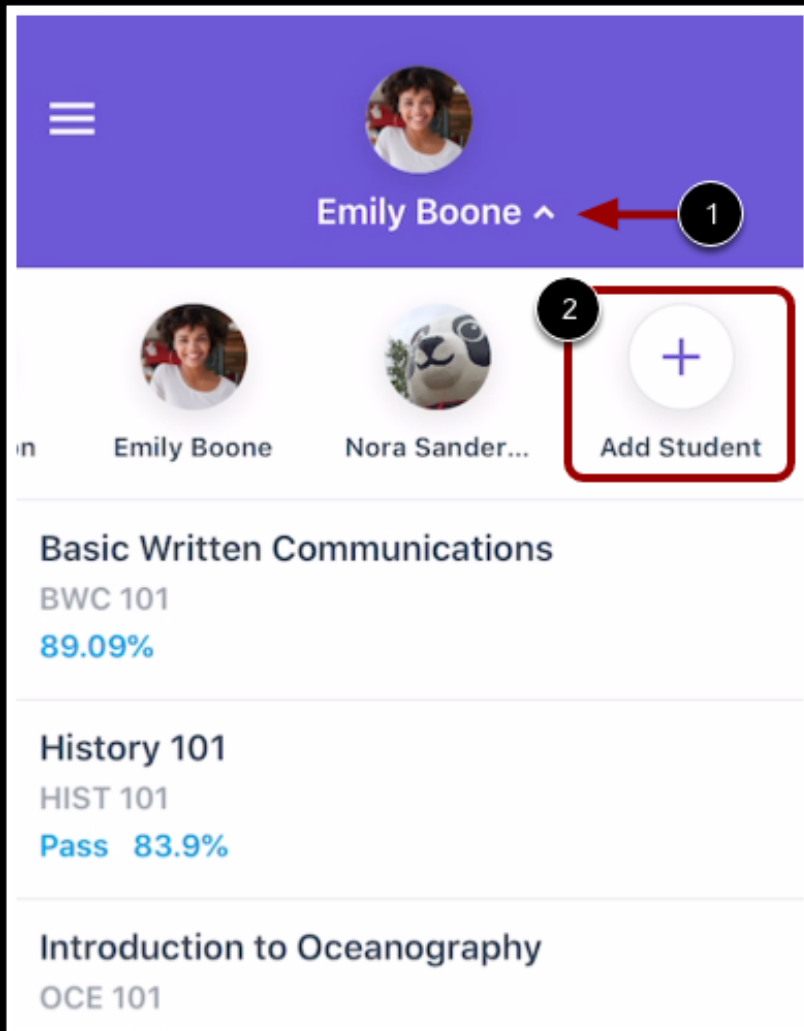 Emily Boone
1
2
on Emily Boone Nora Sander... Add Student
Basic Written Communications
BWC 101
89.09%
History 101
HIST 101
Pass 83.9%
Introduction to Oceanography
OCE 101